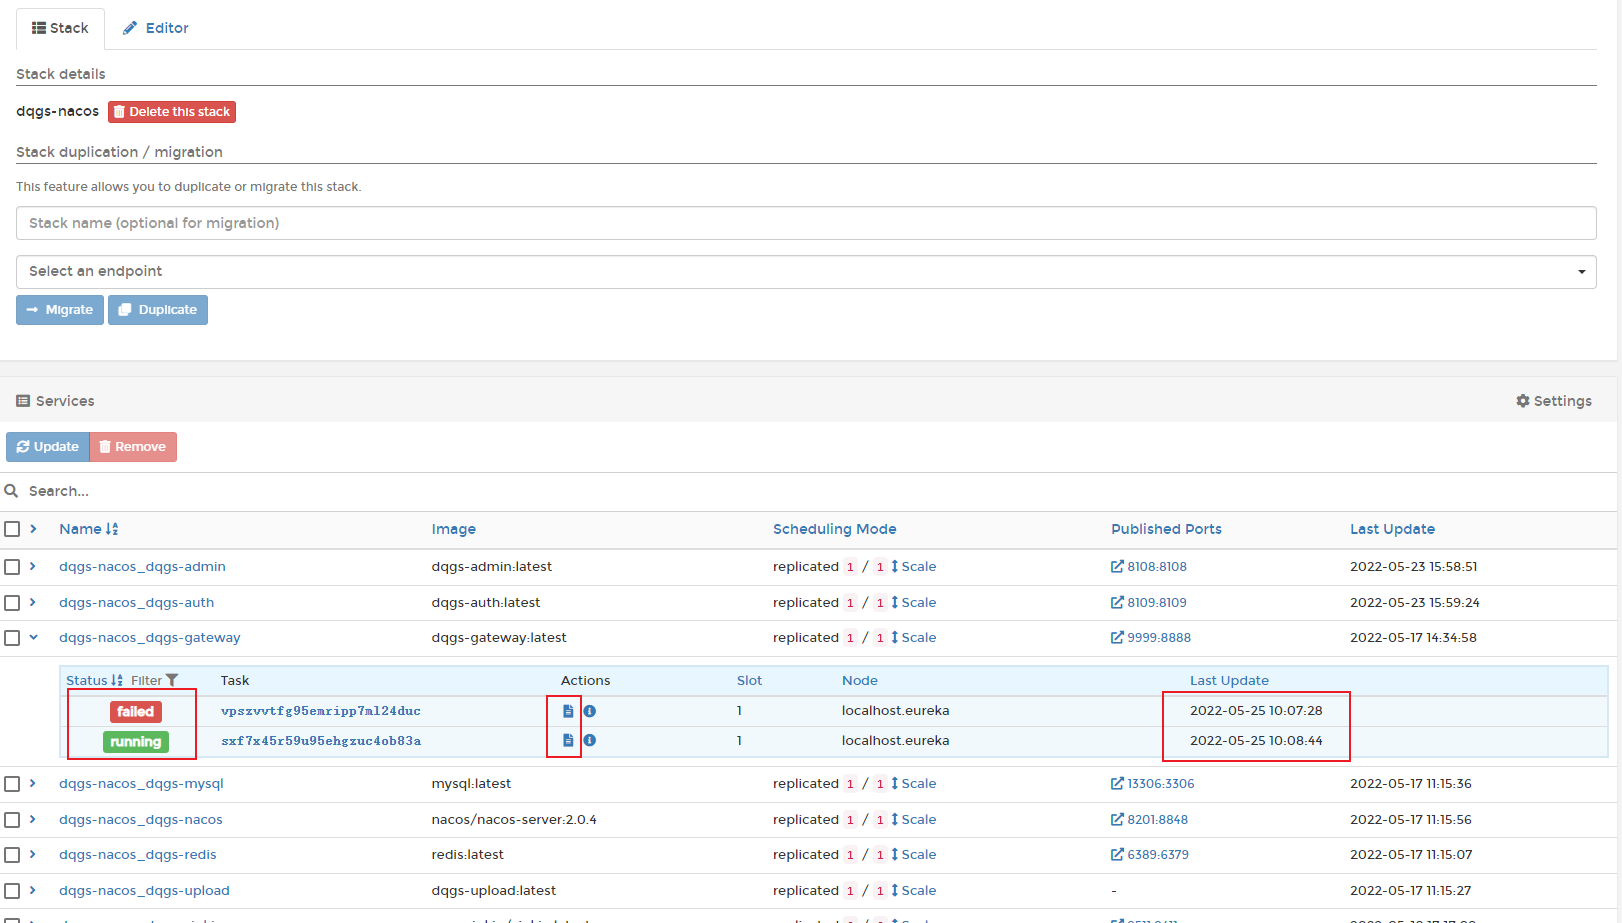 Stack Editor
Stack details
dqgs-nacos Delete this stack
Stack duplication / migration
This feature allows you to duplicate or migrate this stack.
Stack name (optional for migration)
Select an endpoint
Migrate Duplicate
Services Settings
Update Remove
Search...
Name Image Scheduling Mode Published Ports Last Update
dqgs-nacos_dqgs-admin dqgs-admin:latest replicated 1 / 1 Scale 8108:8108 2022-05-23 15:58:51
dqgs-nacos_dqgs-auth dqgs-auth:latest replicated 1 / 1 Scale 8109:8109 2022-05-23 15:59:24
dqgs-nacos_dqgs-gateway dqgs-gateway:latest replicated 1 / 1 Scale 9999:8888 2022-05-17 14:34:58
Status Filter Task Actions Slot Node Last Update
failed vpszvvtfg95emripp7ml24duc 1 localhost.eureka 2022-05-25 10:07:28
running sxf7x45r59u95ehgzuc4ob83a 1 localhost.eureka 2022-05-25 10:08:44
dqgs-nacos_dqgs-mysql mysql:latest replicated 1 / 1 Scale 13306:3306 2022-05-17 11:15:36
dqgs-nacos_dqgs-nacos nacos/nacos-server:2.0.4 replicated 1 / 1 Scale 8201:8848 2022-05-17 11:15:56
dqgs-nacos_dqgs-redis redis:latest replicated 1 / 1 Scale 6389:6379 2022-05-17 11:15:07
dqgs-nacos_dqgs-upload dqgs-upload:latest replicated 1 / 1 Scale - 2022-05-17 11:15:27